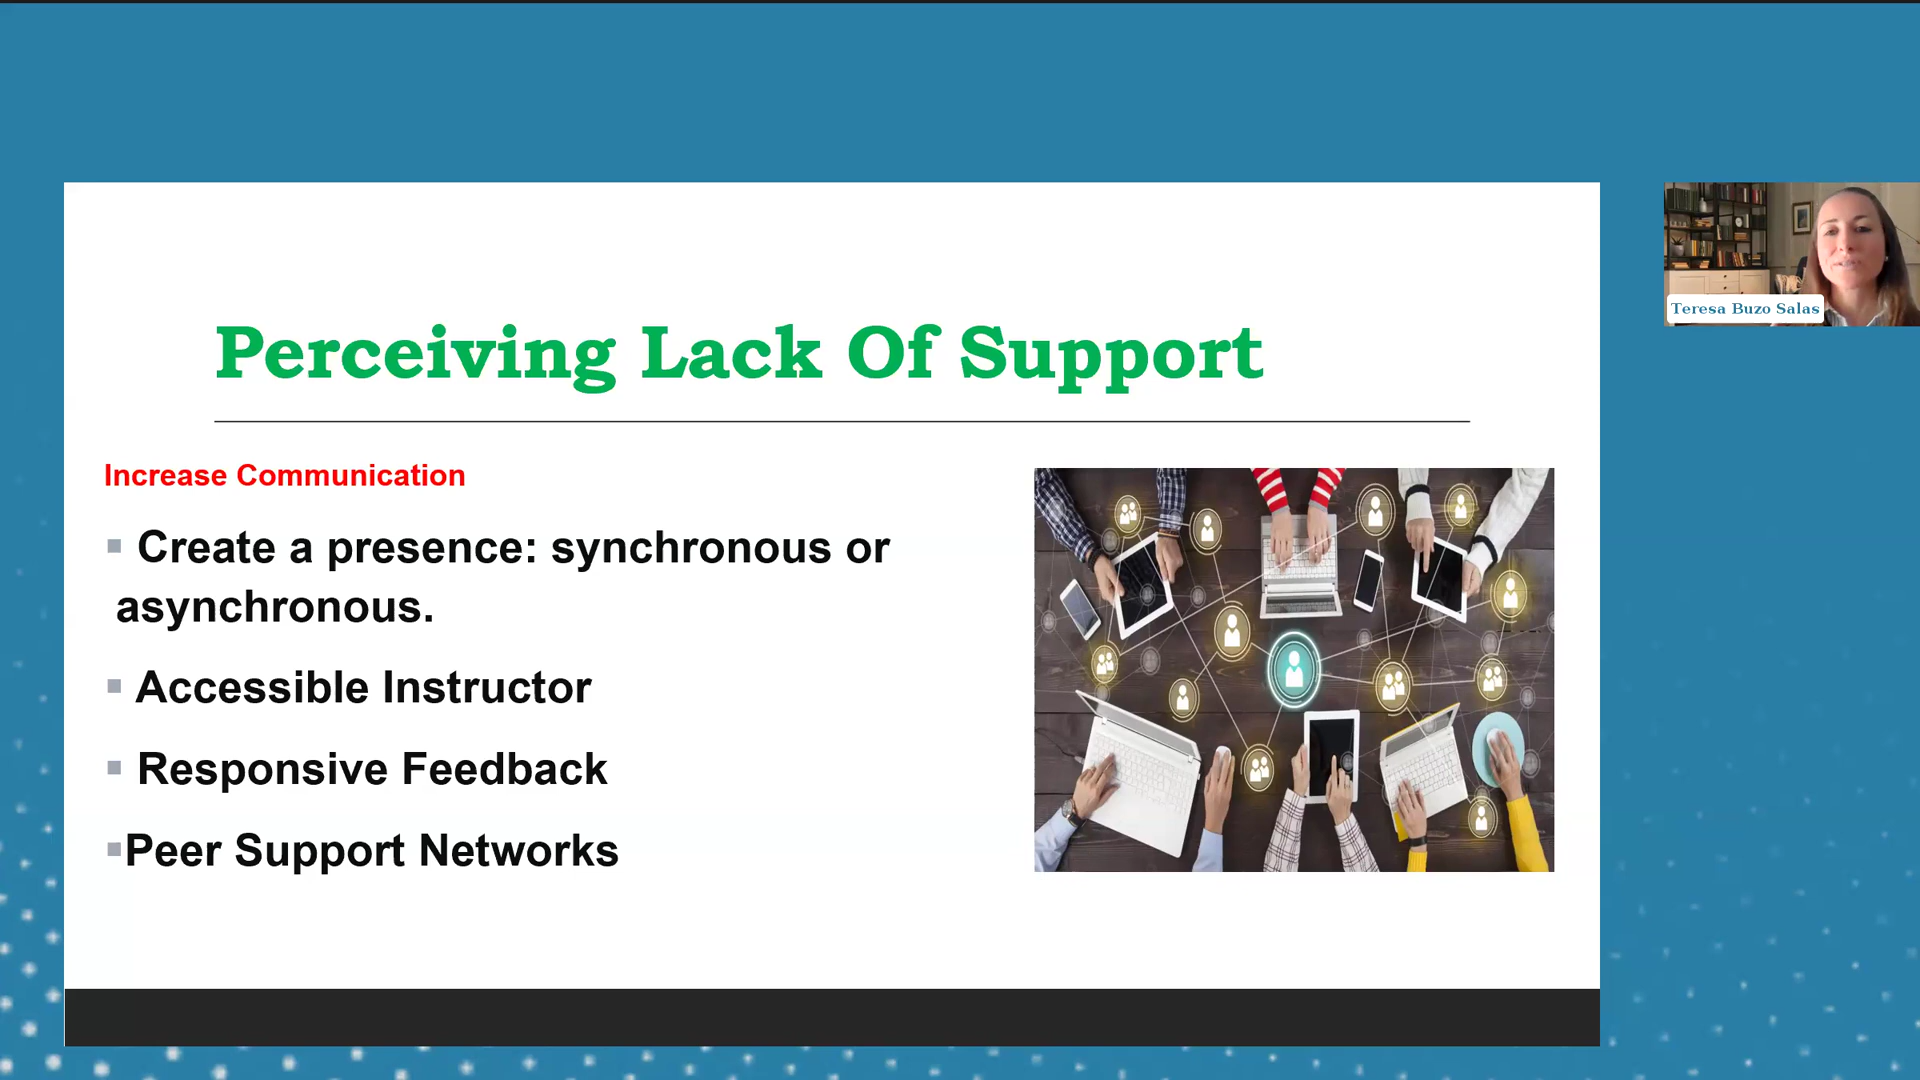 Perceiving Lack Of Support
Increase Communication
▪ Create a presence: synchronous or
asynchronous.
▪ Accessible Instructor
▪ Responsive Feedback
▪Peer Support Networks
Teresa Buzo Salas